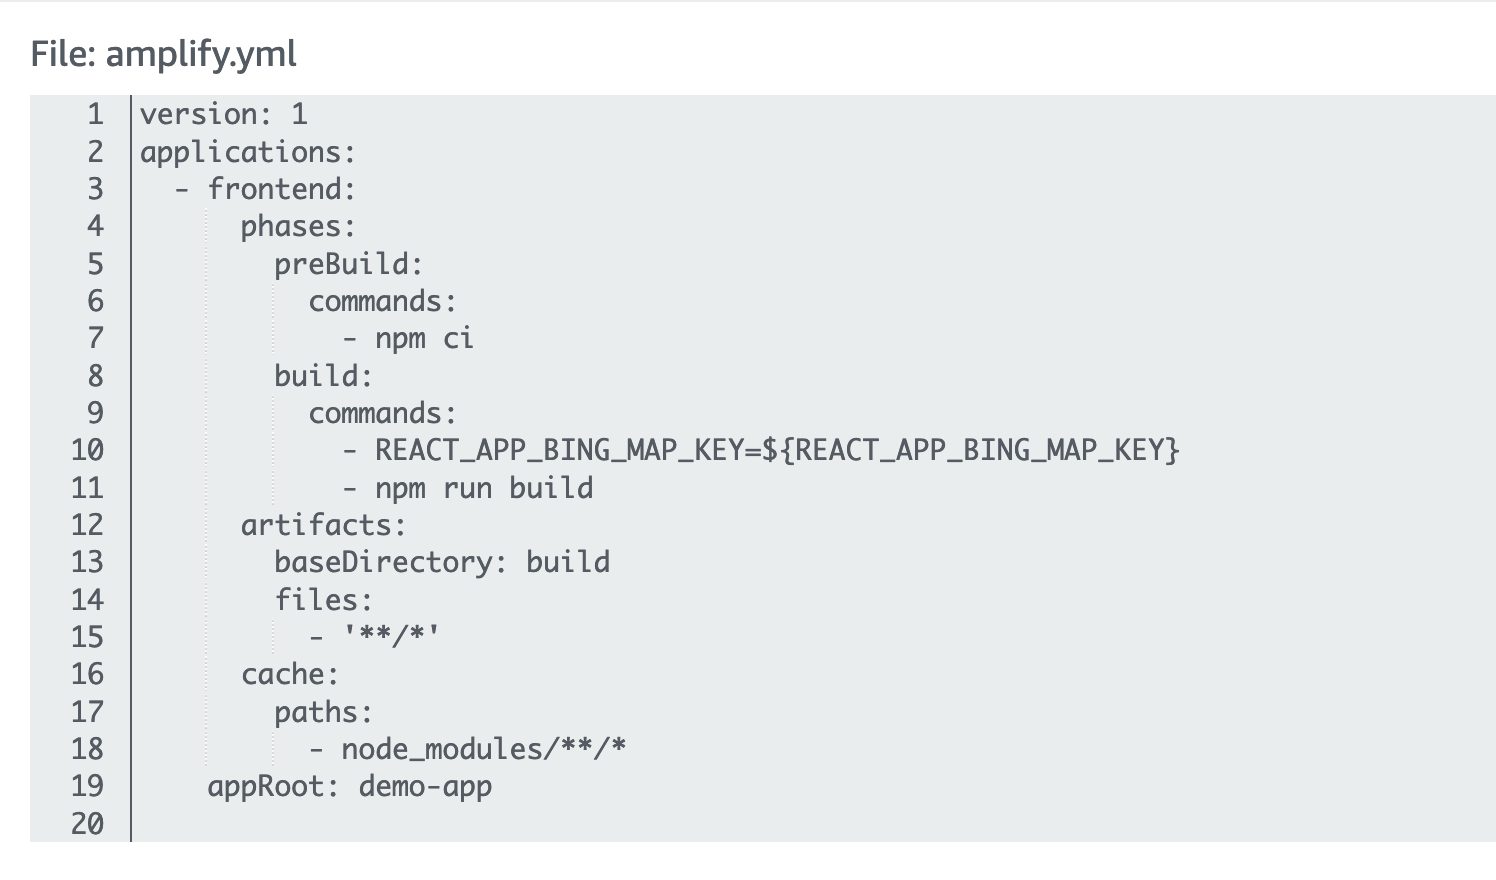 File: amplify.yml
1 version: 1
2 applications:
3   - frontend:
4       phases:
5         preBuild:
6           commands:
7             - npm ci
8         build:
9           commands:
10             - REACT_APP_BING_MAP_KEY=${REACT_APP_BING_MAP_KEY}
11             - npm run build
12       artifacts:
13         baseDirectory: build
14         files:
15           - '**/*'
16       cache:
17         paths:
18           - node_modules/**/*
19     appRoot: demo-app
20